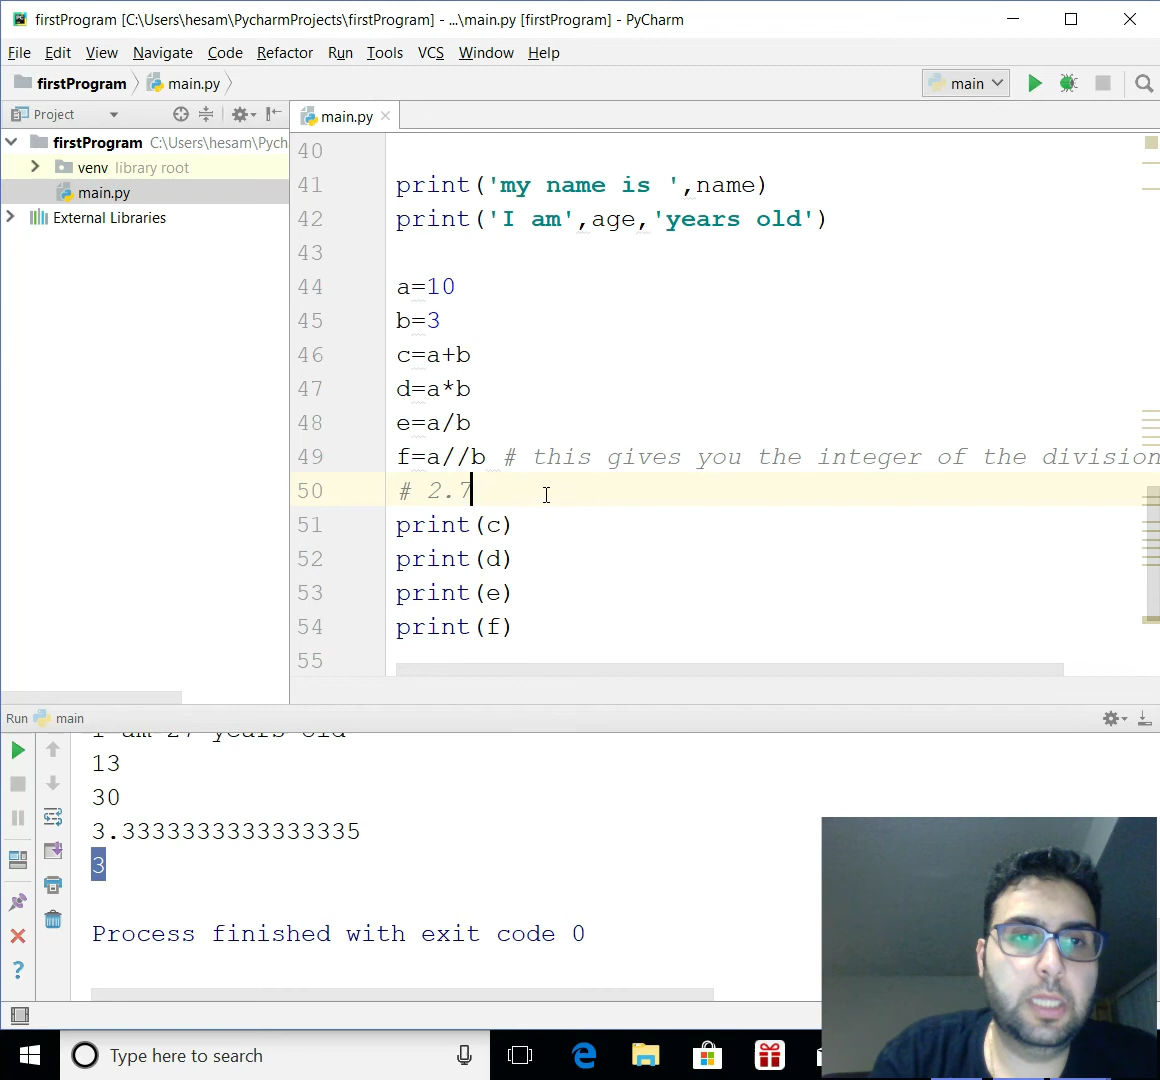 firstProgram [C:\Users\hesam\PycharmProjects\firstProgram] - ...\main.py [firstProgram] - PyCharm
File Edit View Navigate Code Refactor Run Tools VCS Window Help
firstProgram main.py main
Project main.py
firstProgram C:\Users\hesam\Pych
venv library root
main.py
External Libraries
40
41 print('my name is ',name)
42 print('I am',age,'years old')
43
44 a=10
45 b=3
46 c=a+b
47 d=a*b
48 e=a/b
49 f=a//b # this gives you the integer of the division
50 # 2.7
51 print(c)
52 print(d)
53 print(e)
54 print(f)
55
Run main
I am 27 years old
13
30
3.3333333333333335
3
Process finished with exit code 0
Type here to search